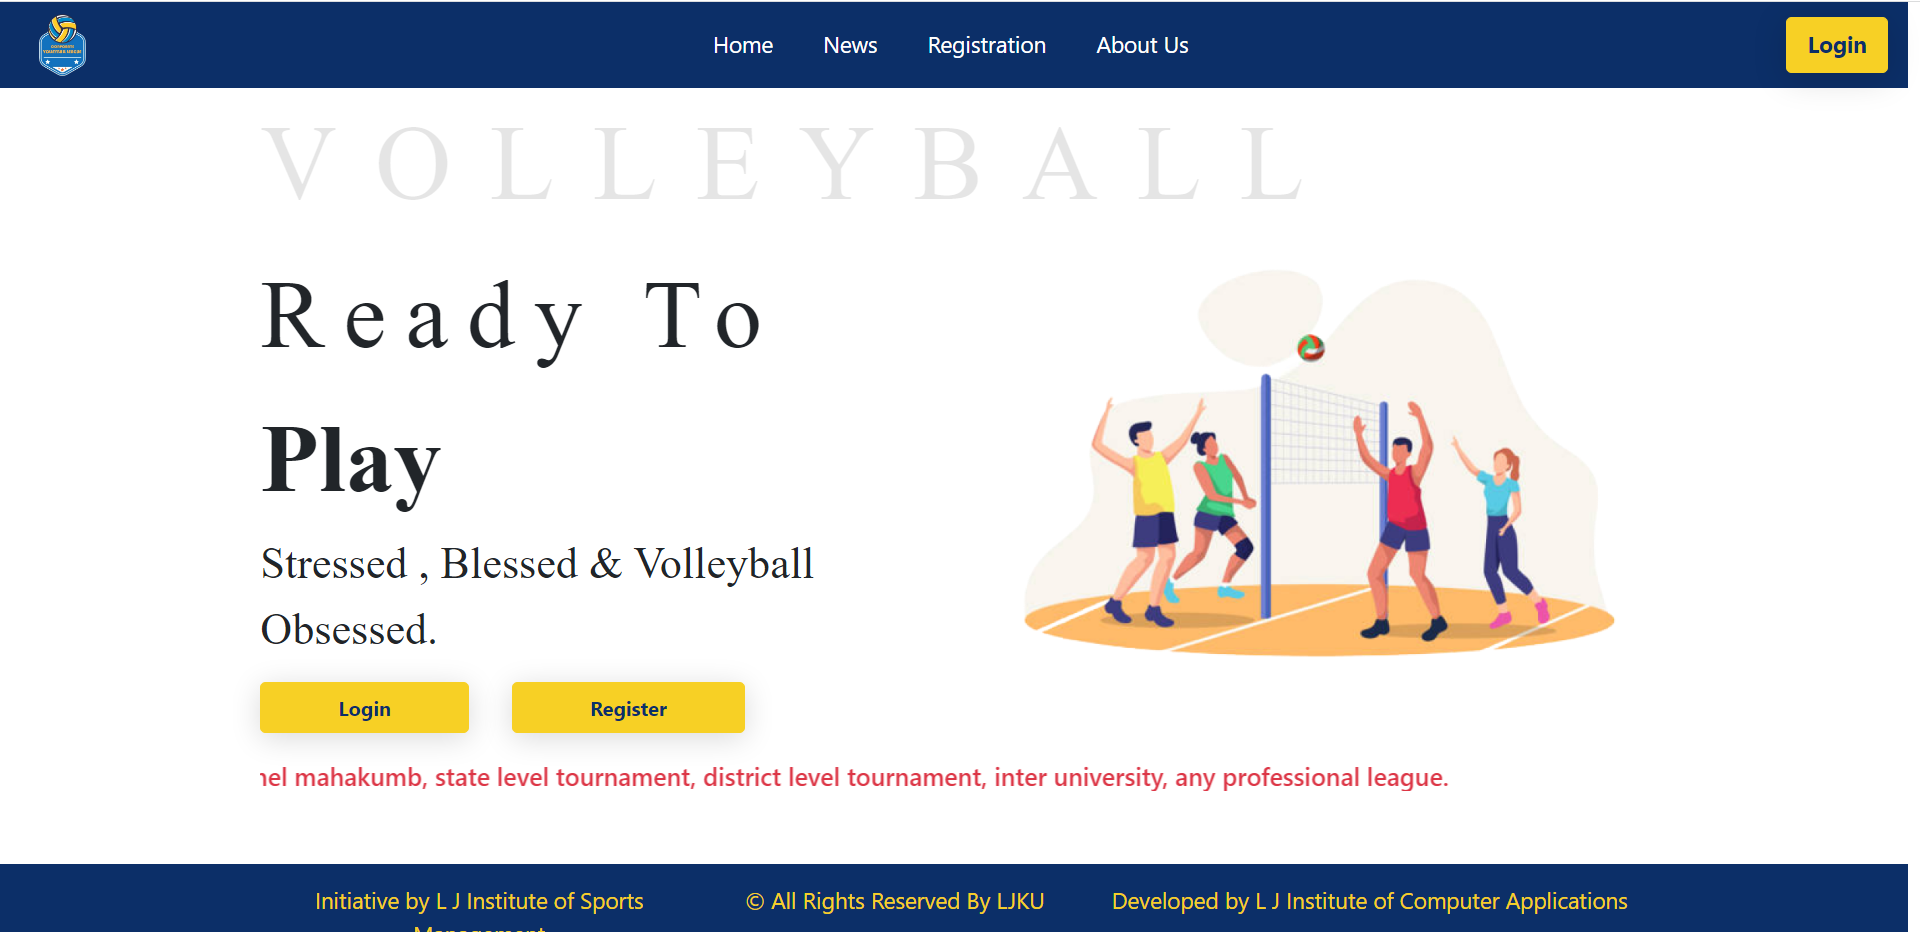 Home News Registration About Us Login
VOLLEYBALL
Ready To
Play
Stressed , Blessed & Volleyball
Obsessed.
Login Register
mahakumb, state level tournament, district level tournament, inter university, any professional league.
Initiative by L J Institute of Sports © All Rights Reserved By LJKU Developed by L J Institute of Computer Applications
Management